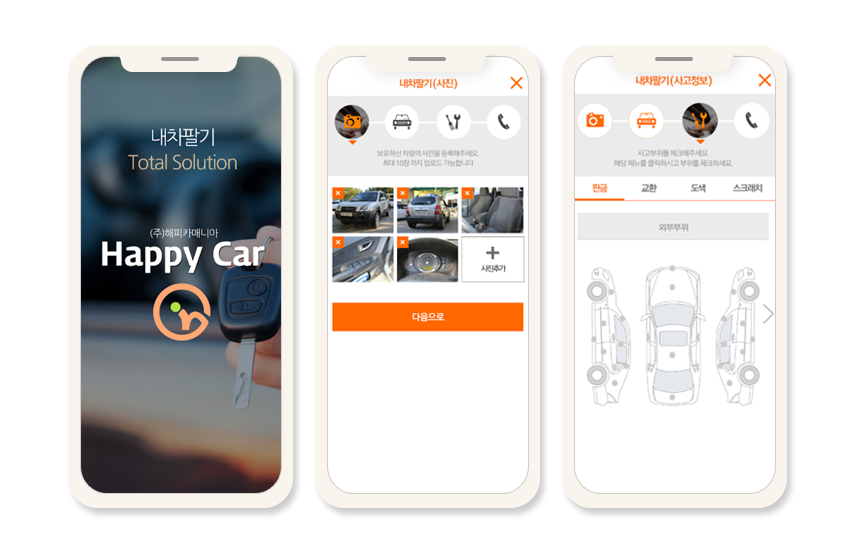 내차팔기
Total Solution
(주)해피카매니아
Happy Car
내차팔기(사진)
보유하신 차량의 사진을 등록해주세요.
최대 10장 까지 업로드 가능합니다
사진추가
다음으로
내차팔기(사고정보)
사고부위를 체크해주세요.
해당 메뉴를 클릭하시고 부위를 체크하세요.
판금
교환
도색
스크래치
외부부위